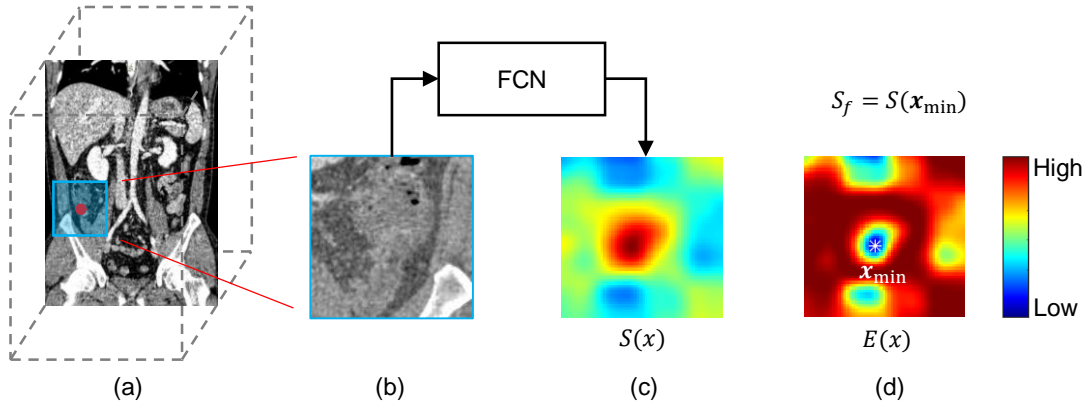 FCN
S_f = S(x_min)
High
x_min
Low
S(x)
E(x)
(a)
(b)
(c)
(d)